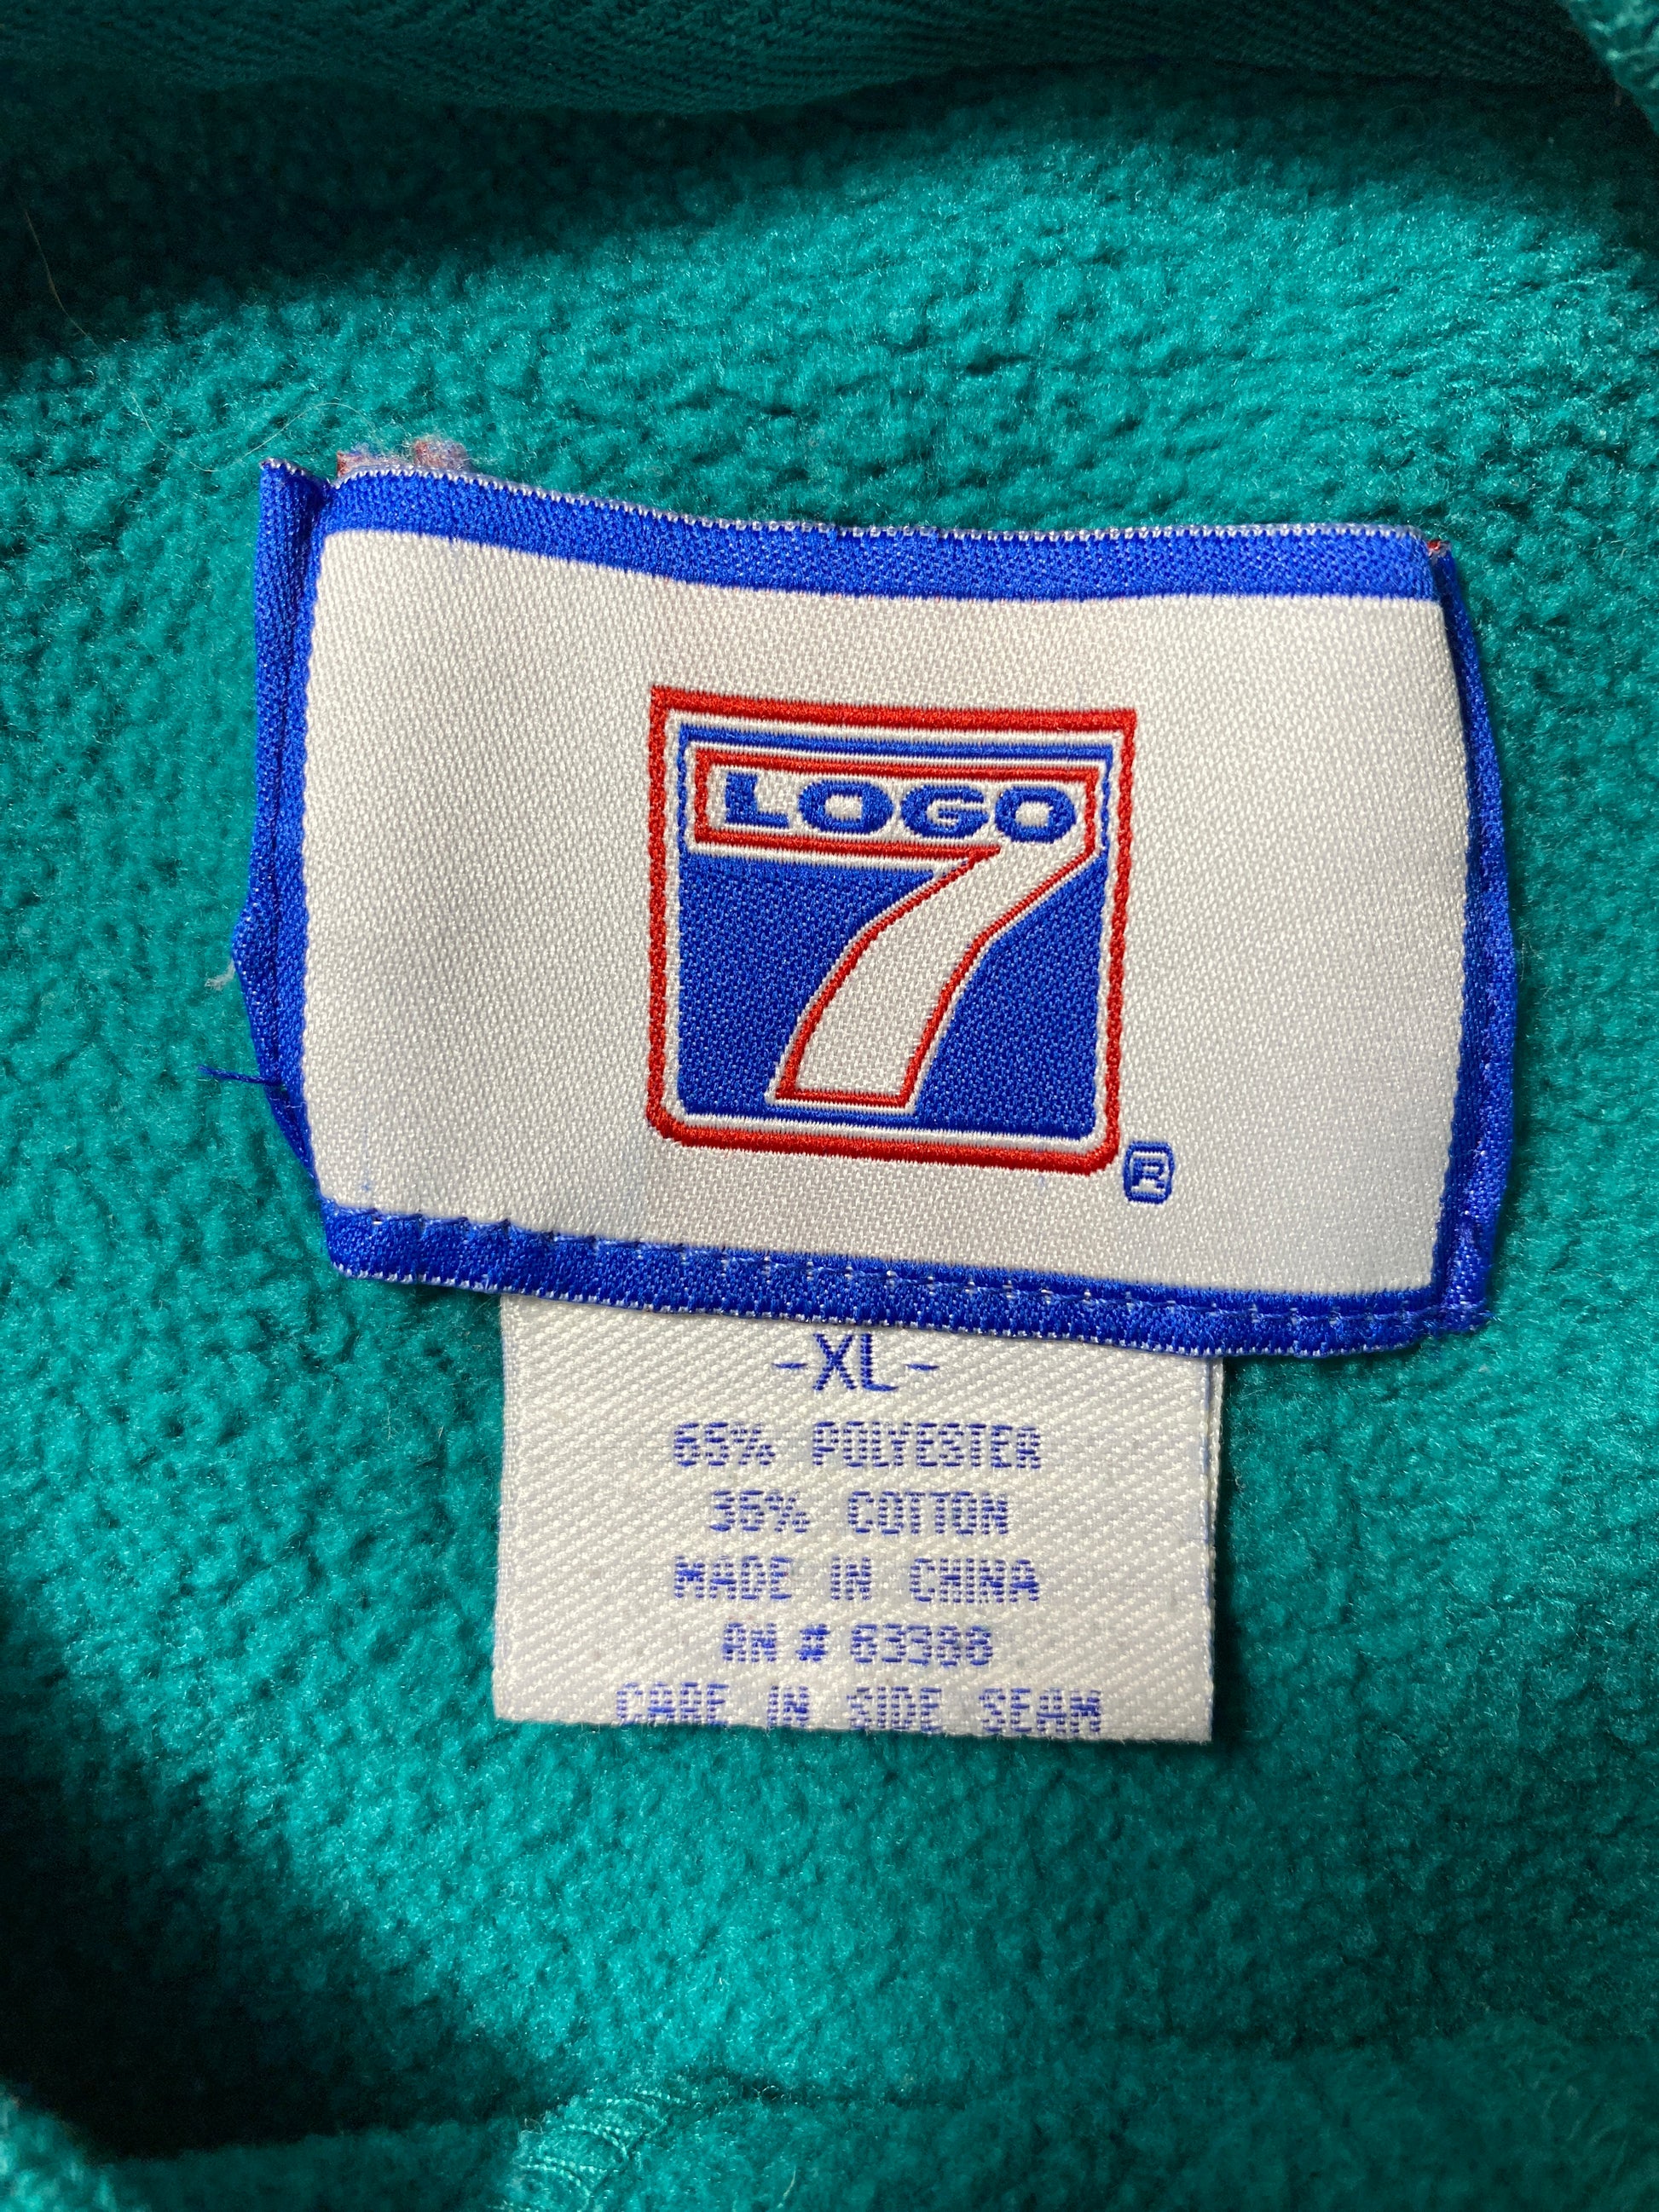 LOGO
7
®
-XL-
65% POLYESTER
35% COTTON
MADE IN CHINA
RN # 63388
CARE IN SIDE SEAM